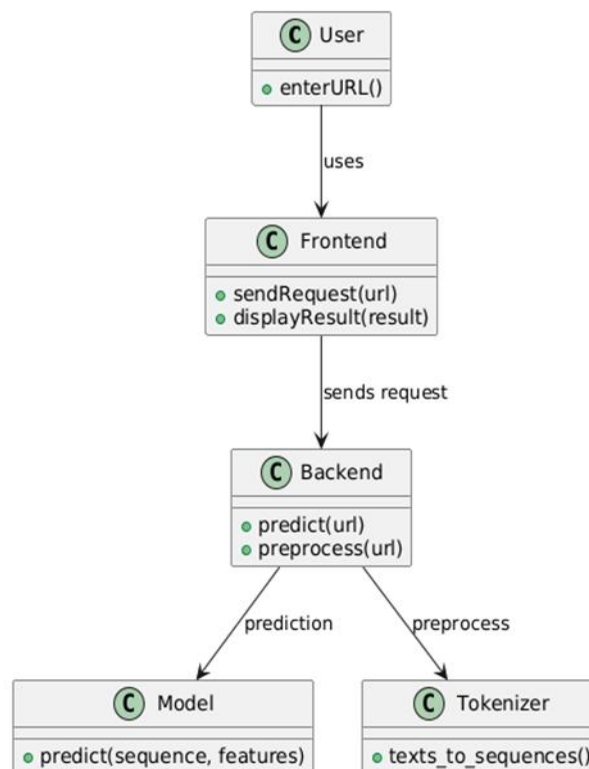 C User
enterURL()
uses
C Frontend
sendRequest(url)
displayResult(result)
sends request
C Backend
predict(url)
preprocess(url)
prediction
preprocess
C Model
predict(sequence, features)
C Tokenizer
texts_to_sequences()